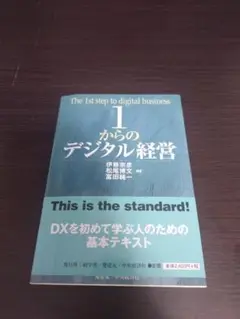 The 1st step to digital business
1
からの
デジタル経営
伊藤宗彦
松尾博文 編
富田純一
This is the standard!
DXを初めて学ぶ人のための
基本テキスト